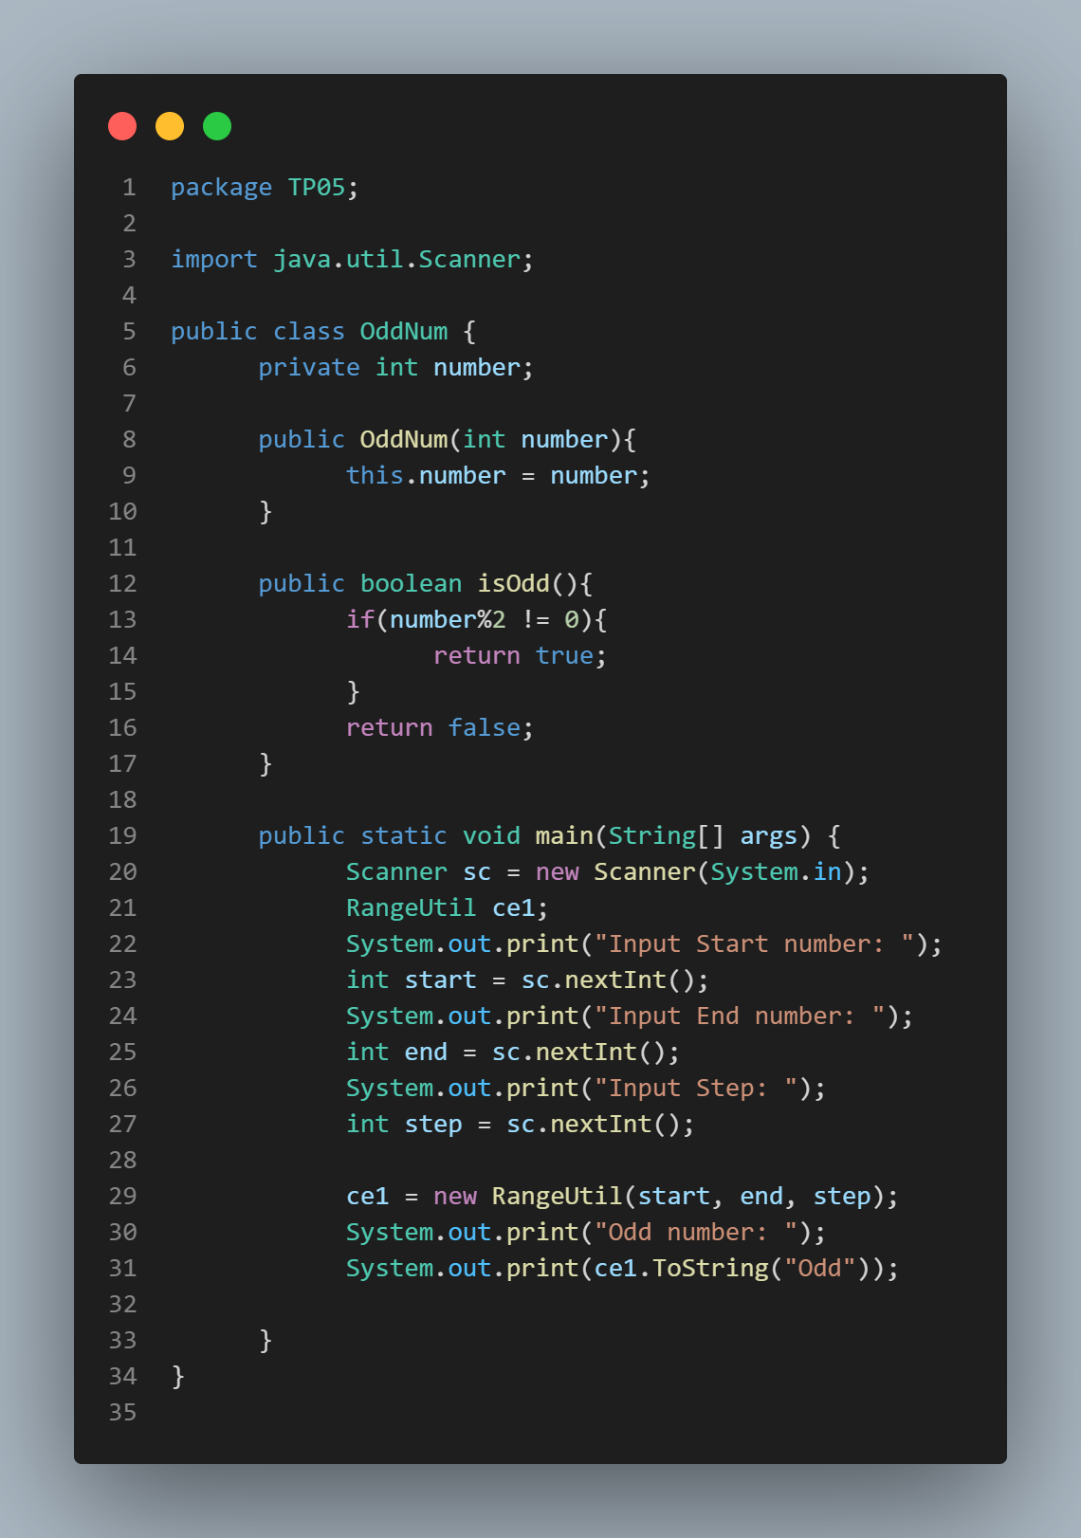 1 package TP05;
2
3 import java.util.Scanner;
4
5 public class OddNum {
6 private int number;
7
8 public OddNum(int number){
9 this.number = number;
10 }
11
12 public boolean isOdd(){
13 if(number%2 != 0){
14 return true;
15 }
16 return false;
17 }
18
19 public static void main(String[] args) {
20 Scanner sc = new Scanner(System.in);
21 RangeUtil ce1;
22 System.out.print("Input Start number: ");
23 int start = sc.nextInt();
24 System.out.print("Input End number: ");
25 int end = sc.nextInt();
26 System.out.print("Input Step: ");
27 int step = sc.nextInt();
28
29 ce1 = new RangeUtil(start, end, step);
30 System.out.print("Odd number: ");
31 System.out.print(ce1.ToString("Odd"));
32
33 }
34 }
35